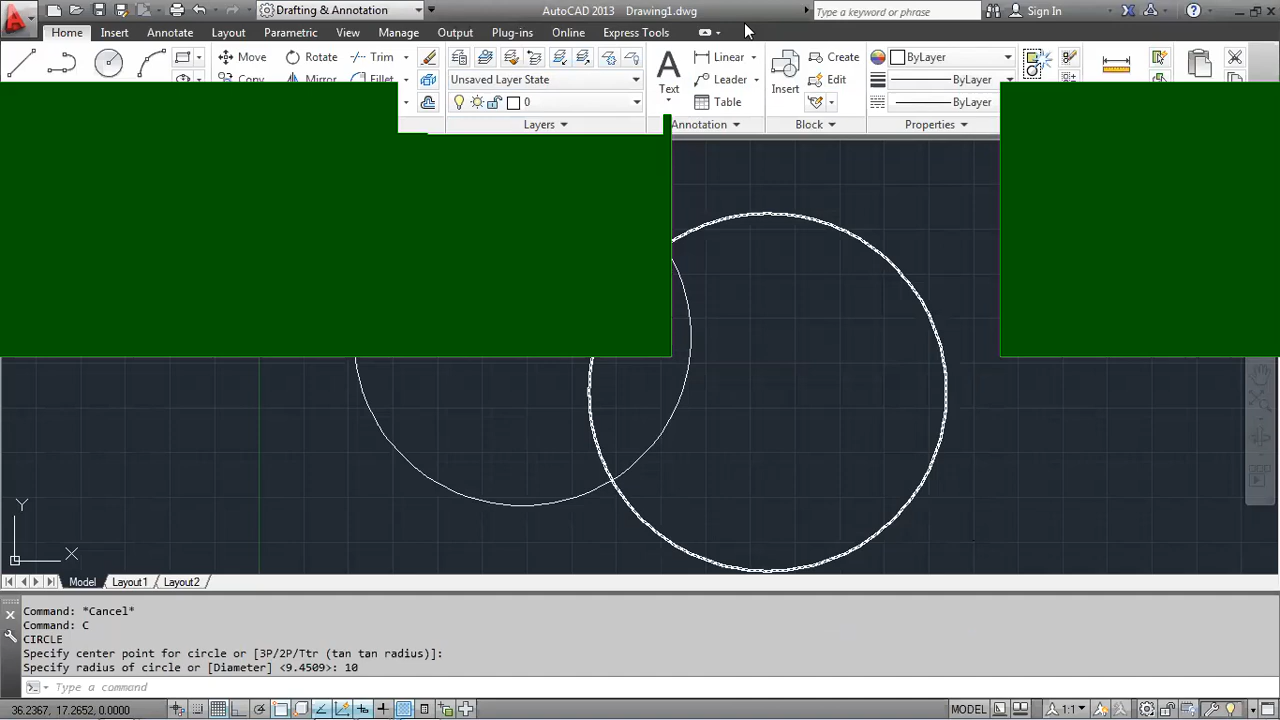 Drafting & Annotation
AutoCAD 2013 Drawing1.dwg
Type a keyword or phrase
Sign In
Home Insert Annotate Layout Parametric View Manage Output Plug-ins Online Express Tools
Rotate Trim
Unsaved Layer State
Copy Mirror Fillet
0
Layers
A
Text
Linear
Leader
Table
Annotation
Insert
Create
Edit
Block
ByLayer
ByLayer
ByLayer
Properties
Y
X
Model Layout1 Layout2
Command: *Cancel*
Command: C
CIRCLE
Specify center point for circle or [3P/2P/Ttr (tan tan radius)]:
Specify radius of circle or [Diameter] <9.4509>: 10
Type a command
36.2367, 17.2652, 0.0000
MODEL
1:1